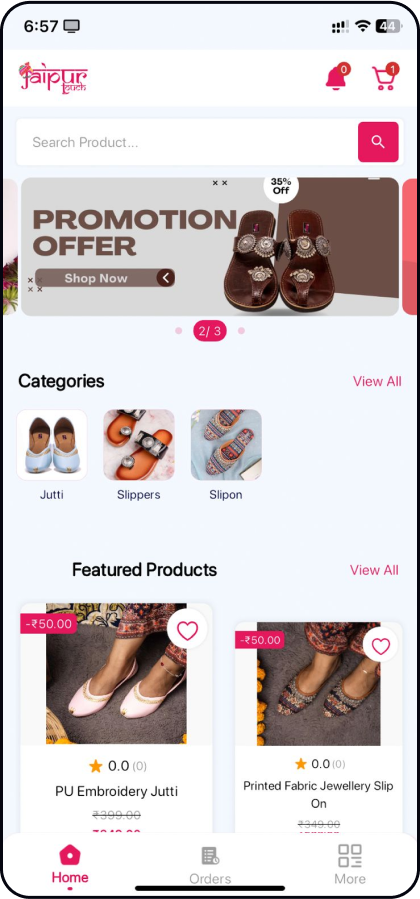 6:57
44
jaipur
touch
0
1
Search Product...
35%
Off
PROMOTION
OFFER
Shop Now
2/ 3
Categories
View All
Jutti
Slippers
Slipon
Featured Products
View All
-₹50.00
-₹50.00
0.0 (0)
0.0 (0)
PU Embroidery Jutti
Printed Fabric Jewellery Slip
On
₹399.00
₹349.00
Home
Orders
More